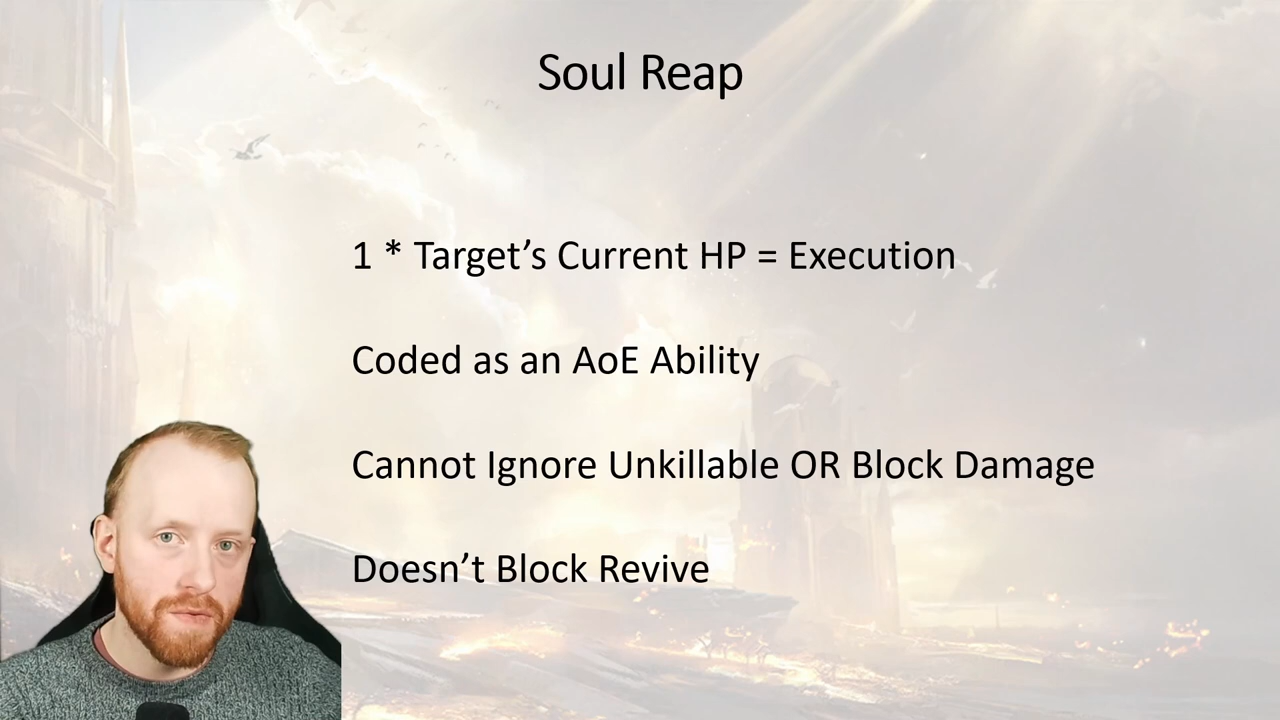 Soul Reap
1 * Target’s Current HP = Execution
Coded as an AoE Ability
Cannot Ignore Unkillable OR Block Damage
Doesn’t Block Revive